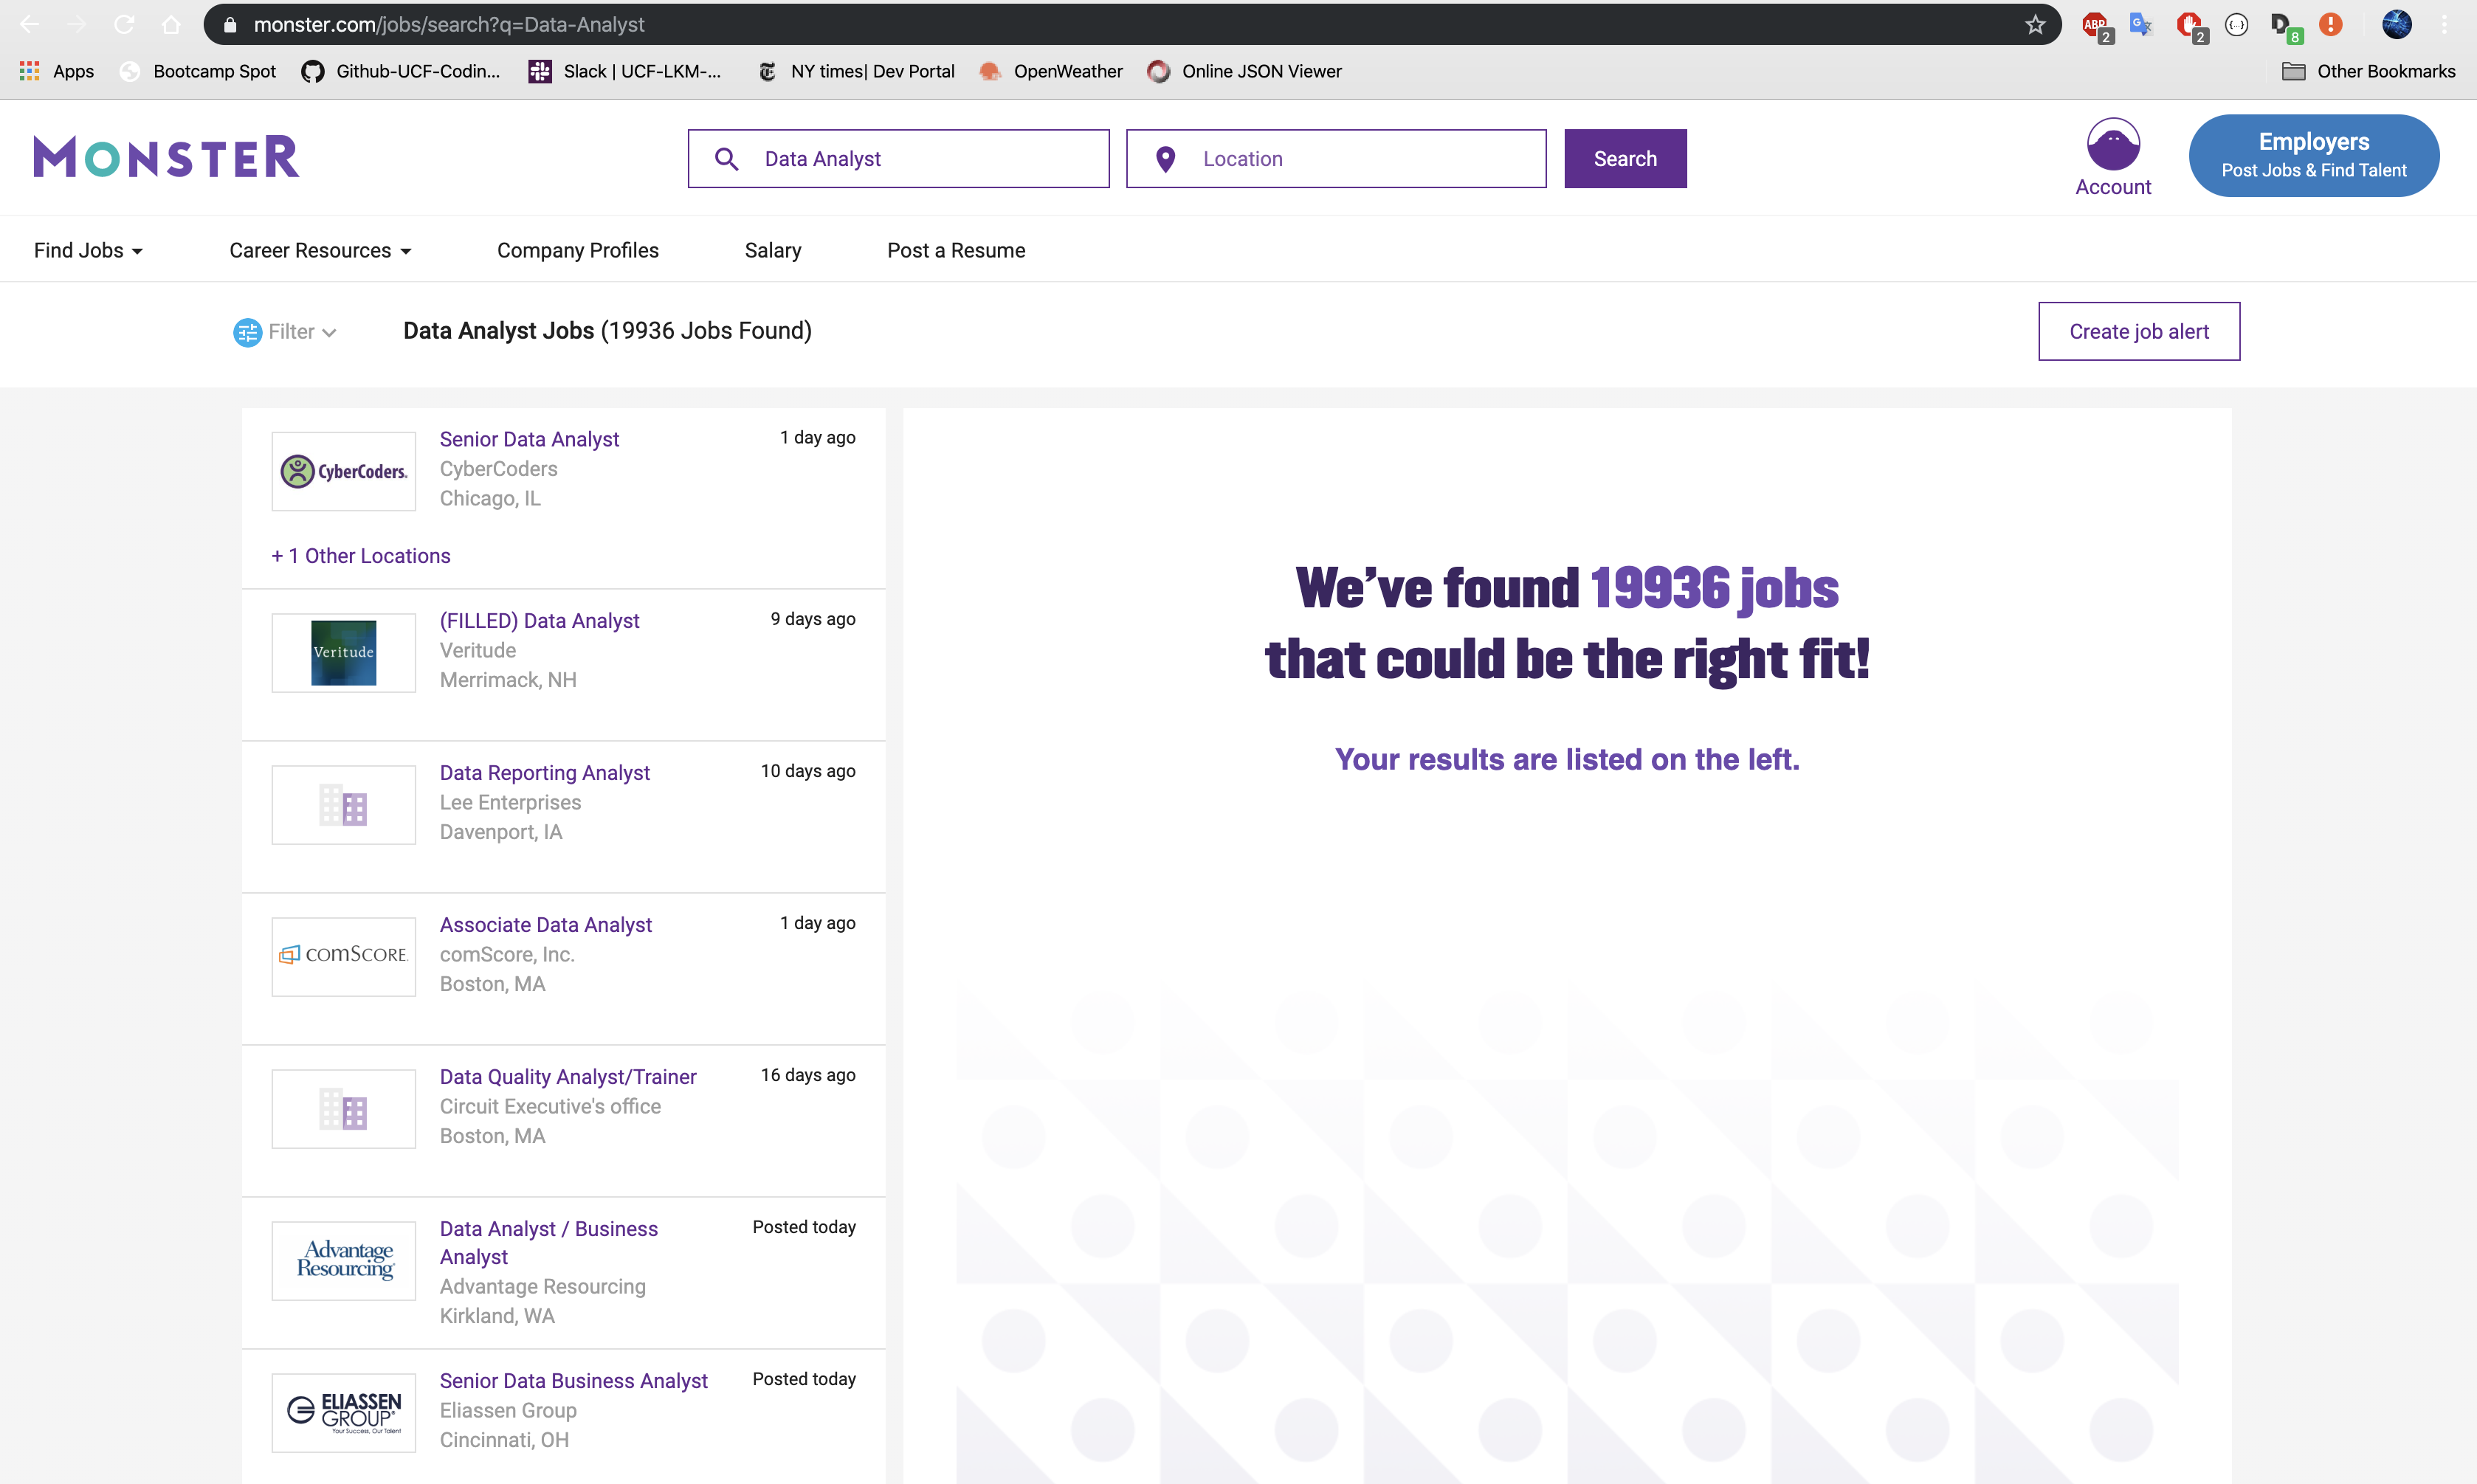 monster.com/jobs/search?q=Data-Analyst
ABP 2 G 2 {···} D 8
Apps Bootcamp Spot Github-UCF-Codin... Slack | UCF-LKM-... NY times| Dev Portal OpenWeather Online JSON Viewer Other Bookmarks
MONSTER Data Analyst Location Search Account
Employers
Post Jobs & Find Talent
Find Jobs Career Resources Company Profiles Salary Post a Resume
Filter Data Analyst Jobs (19936 Jobs Found) Create job alert
CyberCoders.
Senior Data Analyst 1 day ago
CyberCoders
Chicago, IL
+ 1 Other Locations
Veritude
(FILLED) Data Analyst 9 days ago
Veritude
Merrimack, NH
Data Reporting Analyst 10 days ago
Lee Enterprises
Davenport, IA
comSCORE.
Associate Data Analyst 1 day ago
comScore, Inc.
Boston, MA
Data Quality Analyst/Trainer 16 days ago
Circuit Executive's office
Boston, MA
Advantage
Resourcing
Data Analyst / Business Posted today
Analyst
Advantage Resourcing
Kirkland, WA
ELIASSEN
GROUP®
Your Success, Our Talent
Senior Data Business Analyst Posted today
Eliassen Group
Cincinnati, OH
We've found 19936 jobs
that could be the right fit!
Your results are listed on the left.